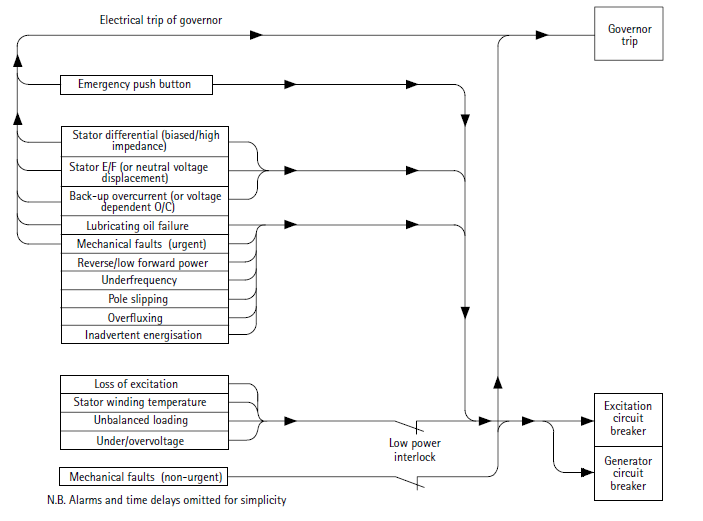 Electrical trip of governor
Governor
trip
Emergency push button
Stator differential (biased/high
impedance)
Stator E/F (or neutral voltage
displacement)
Back-up overcurrent (or voltage
dependent O/C)
Lubricating oil failure
Mechanical faults (urgent)
Reverse/low forward power
Underfrequency
Pole slipping
Overfluxing
Inadvertent energisation
Loss of excitation
Stator winding temperature
Unbalanced loading
Under/overvoltage
Low power
interlock
Excitation
circuit
breaker
Generator
circuit
breaker
Mechanical faults (non-urgent)
N.B. Alarms and time delays omitted for simplicity